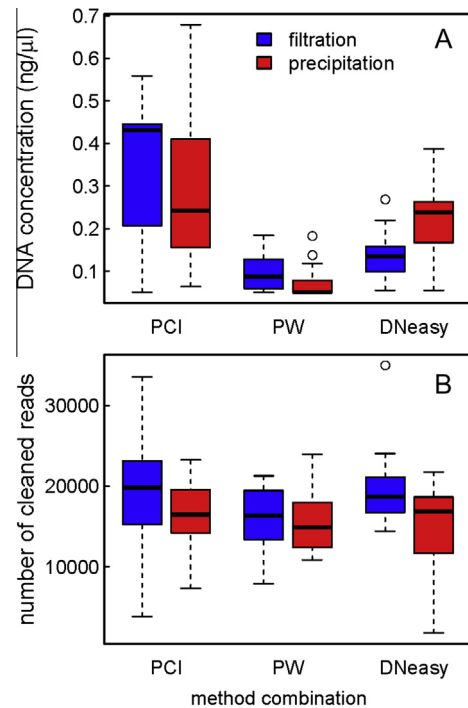 A
filtration
precipitation
DNA concentration (ng/µl)
0.7
0.6
0.5
0.4
0.3
0.2
0.1
PCI
PW
DNeasy
B
number of cleaned reads
30000
20000
10000
PCI
PW
DNeasy
method combination